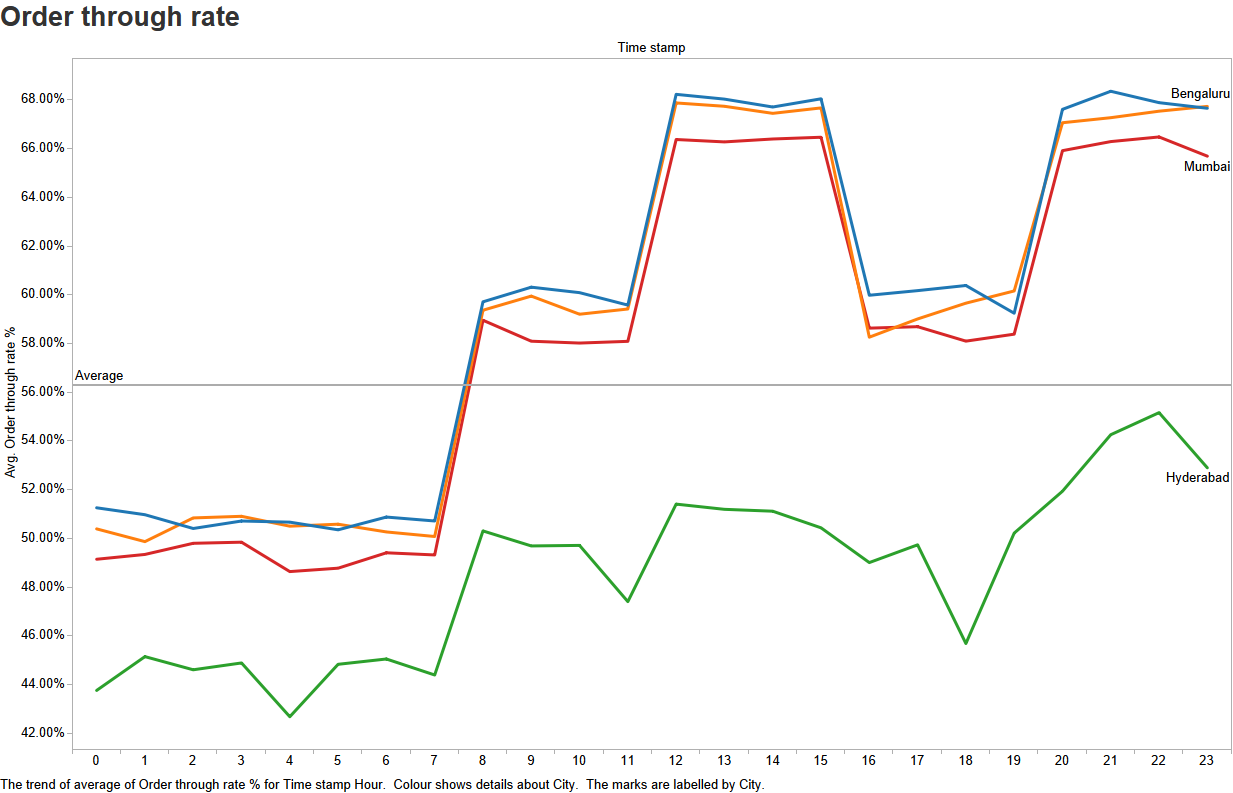 Order through rate
Time stamp
Avg. Order through rate %
68.00%
66.00%
64.00%
62.00%
60.00%
58.00%
56.00%
54.00%
52.00%
50.00%
48.00%
46.00%
44.00%
42.00%
Bengaluru
Mumbai
Average
Hyderabad
0 1 2 3 4 5 6 7 8 9 10 11 12 13 14 15 16 17 18 19 20 21 22 23
The trend of average of Order through rate % for Time stamp Hour. Colour shows details about City. The marks are labelled by City.